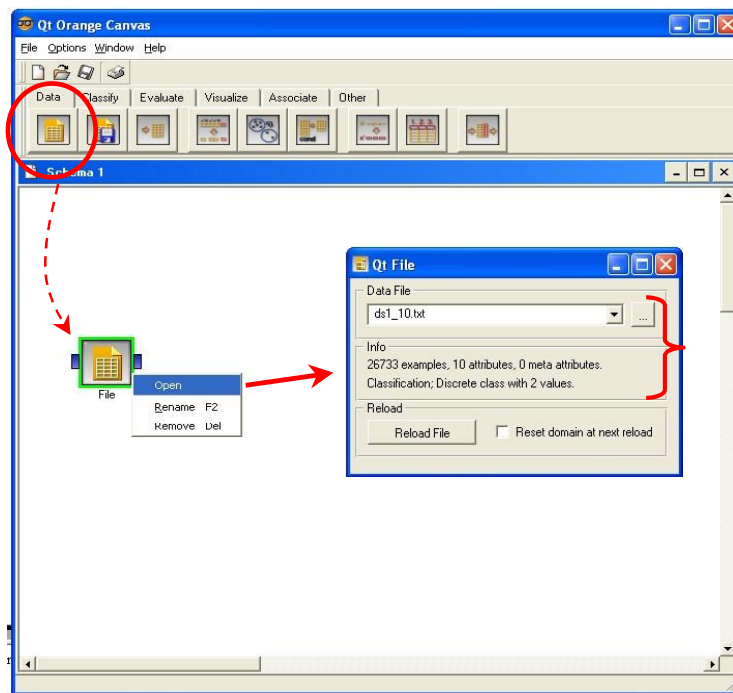 Qt Orange Canvas
File Options Window Help
Data Classify Evaluate Visualize Associate Other
cond
Schema 1
Qt File
Data File
ds1_10.txt
...
Info
26733 examples, 10 attributes, 0 meta attributes.
Classification; Discrete class with 2 values.
Reload
Reload File Reset domain at next reload
File
Open
Rename F2
Remove Del